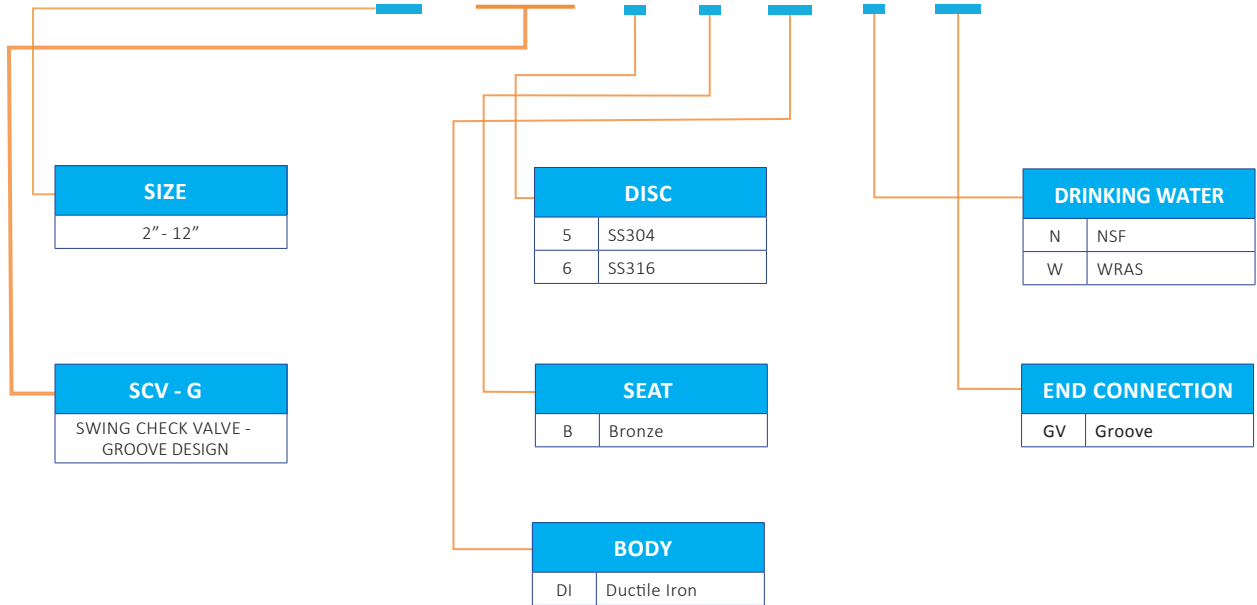 SIZE
2” - 12”
SCV - G
SWING CHECK VALVE -
GROOVE DESIGN
DISC
5 SS304
6 SS316
SEAT
B Bronze
BODY
DI Ductile Iron
DRINKING WATER
N NSF
W WRAS
END CONNECTION
GV Groove